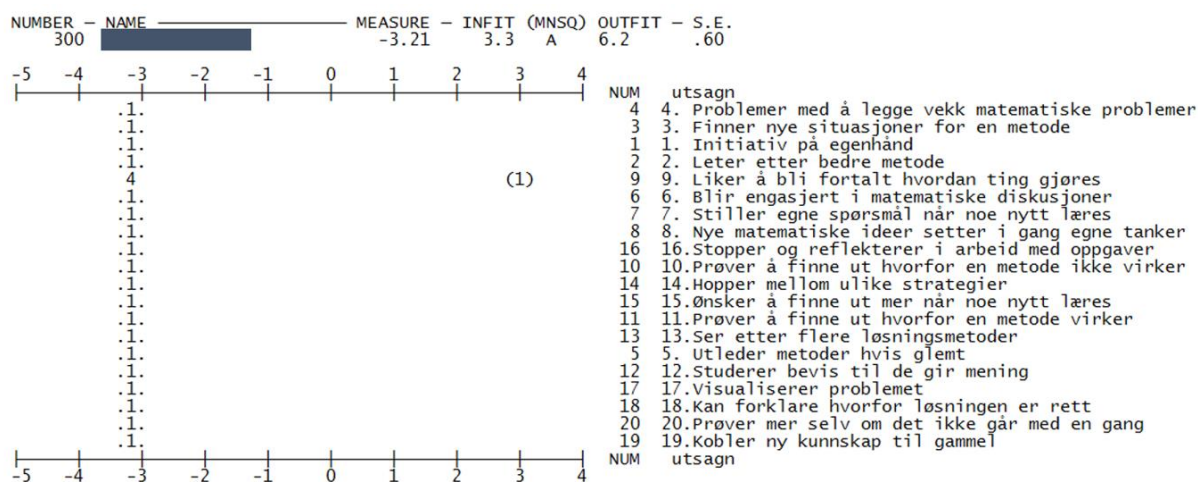 NUMBER – NAME ——— MEASURE – INFIT (MNSQ) OUTFIT – S.E.
300 -3.21 3.3 A 6.2 .60
-5 -4 -3 -2 -1 0 1 2 3 4
NUM utsagn
.1. 4 4. Problemer med å legge vekk matematiske problemer
.1. 3 3. Finner nye situasjoner for en metode
.1. 1 1. Initiativ på egenhånd
.1. 2 2. Leter etter bedre metode
4 (1) 9 9. Liker å bli fortalt hvordan ting gjøres
.1. 6 6. Blir engasjert i matematiske diskusjoner
.1. 7 7. Stiller egne spørsmål når noe nytt læres
.1. 8 8. Nye matematiske ideer setter i gang egne tanker
.1. 16 16.Stopper og reflekterer i arbeid med oppgaver
.1. 10 10.Prøver å finne ut hvorfor en metode ikke virker
.1. 14 14.Hopper mellom ulike strategier
.1. 15 15.Ønsker å finne ut mer når noe nytt læres
.1. 11 11.Prøver å finne ut hvorfor en metode virker
.1. 13 13.Ser etter flere løsningsmetoder
.1. 5 5. Utleder metoder hvis glemt
.1. 12 12.Studerer bevis til de gir mening
.1. 17 17.Visualiserer problemet
.1. 18 18.Kan forklare hvorfor løsningen er rett
.1. 20 20.Prøver mer selv om det ikke går med en gang
.1. 19 19.Kobler ny kunnskap til gammel
NUM utsagn
-5 -4 -3 -2 -1 0 1 2 3 4